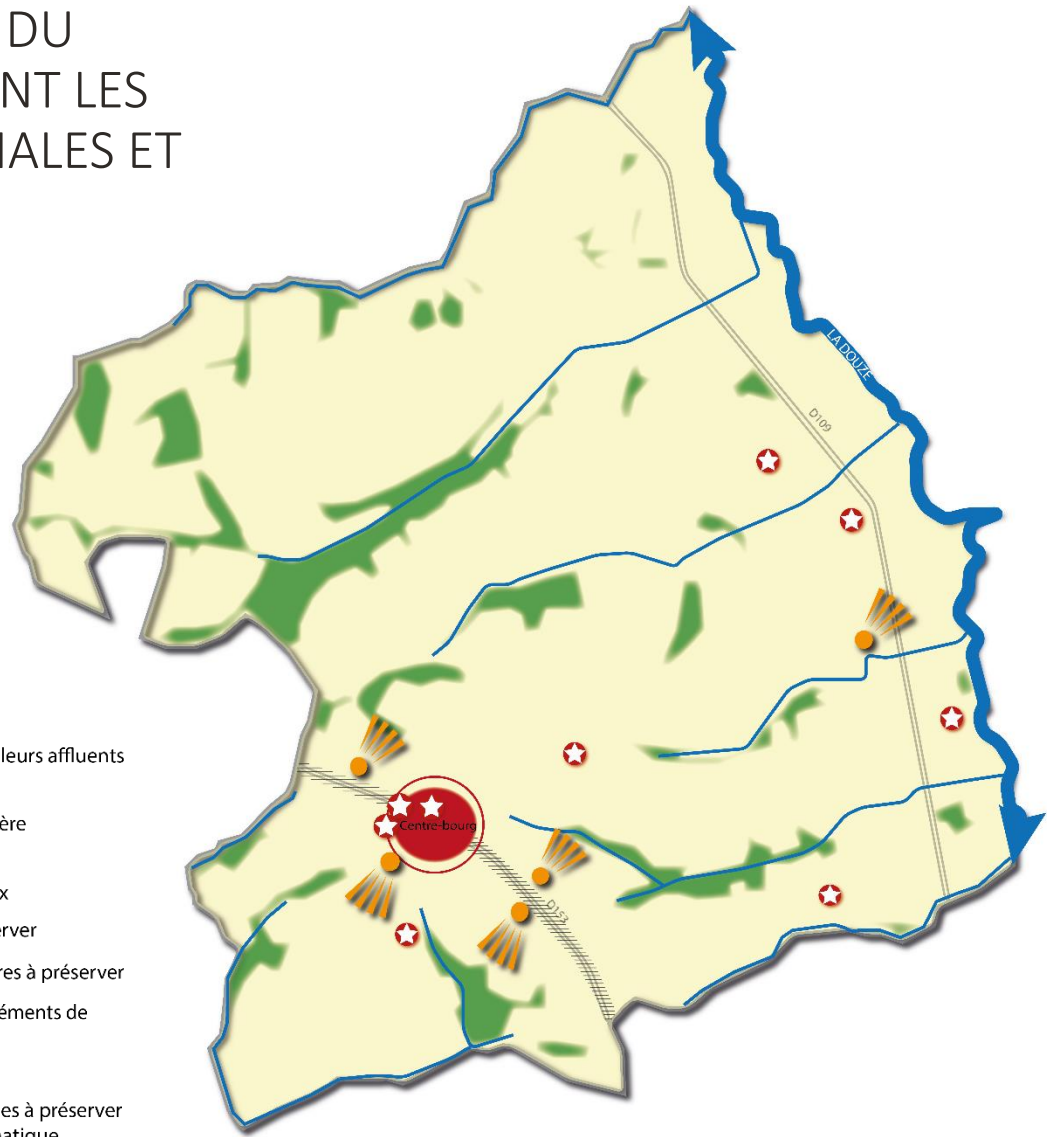 DU
NT LES
IALES ET
LA DOUZE
D109
leurs affluents
ère
Centre-bourg
x
erver
D153
res à préserver
éments de
es à préserver
natique